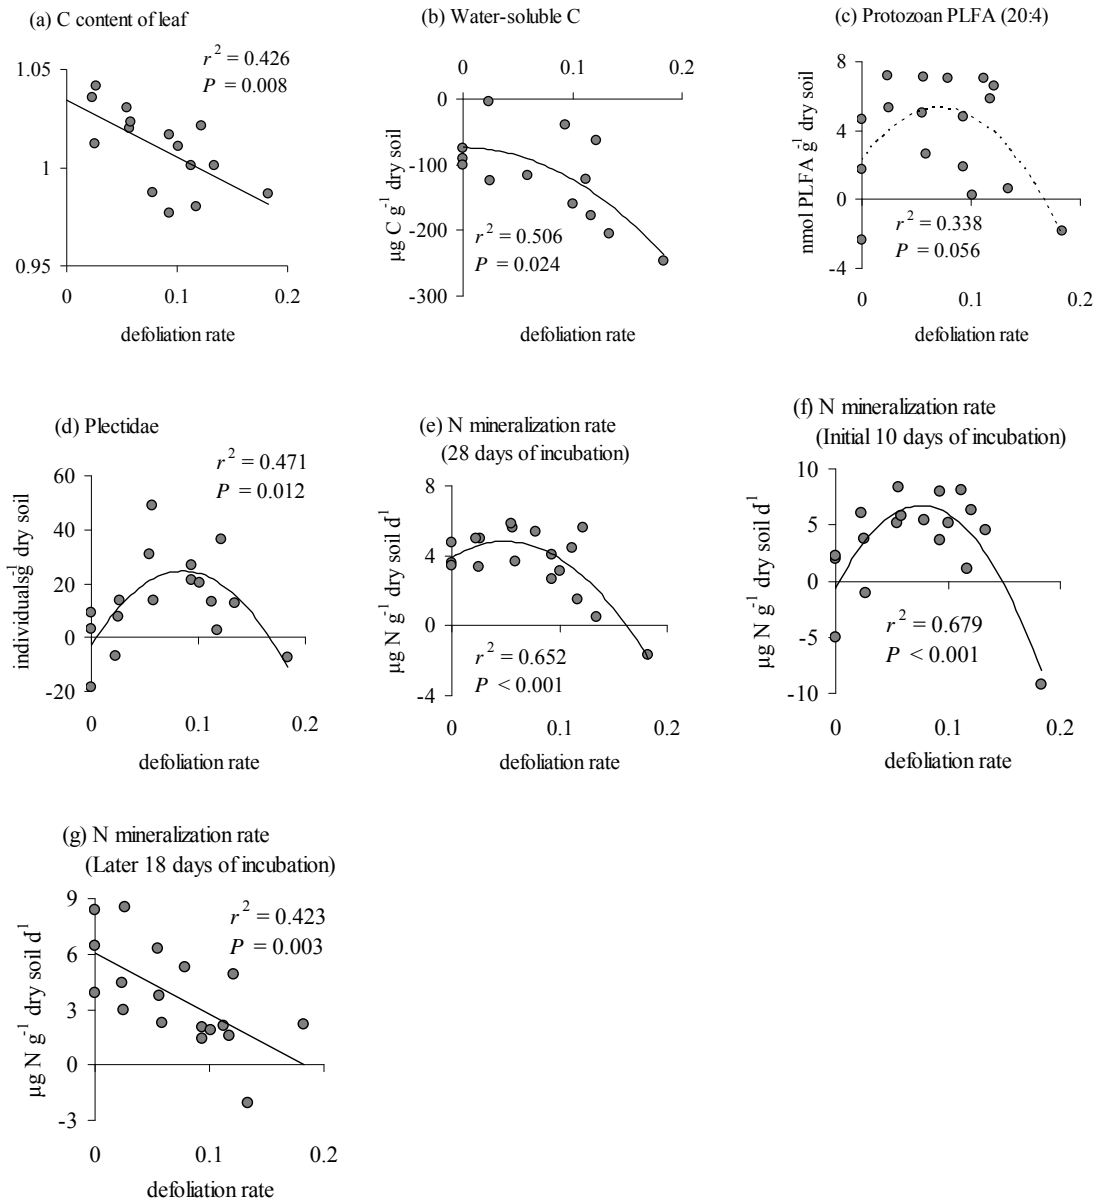 (a) C content of leaf
r² = 0.426
P = 0.008
1.05
1
0.95
0 0.1 0.2
defoliation rate
(b) Water-soluble C
0 0.1 0.2
0
-100
-200
-300
µg C g⁻¹ dry soil
r² = 0.506
P = 0.024
defoliation rate
(c) Protozoan PLFA (20:4)
8
4
0
-4
nmol PLFA g¹ dry soil
r² = 0.338
P = 0.056
0 0.1 0.2
defoliation rate
(d) Plectidae
r² = 0.471
P = 0.012
60
40
20
0
-20
individualsg¹ dry soil
0 0.1 0.2
defoliation rate
(e) N mineralization rate
(28 days of incubation)
8
4
0
-4
µg N g⁻¹ dry soil d¹
r² = 0.652
P < 0.001
0 0.1 0.2
defoliation rate
(f) N mineralization rate
(Initial 10 days of incubation)
10
5
0
-5
-10
µg N g⁻¹ dry soil d¹
r² = 0.679
P < 0.001
0 0.1 0.2
defoliation rate
(g) N mineralization rate
(Later 18 days of incubation)
9
6
3
0
-3
µg N g⁻¹ dry soil d¹
r² = 0.423
P = 0.003
0 0.1 0.2
defoliation rate